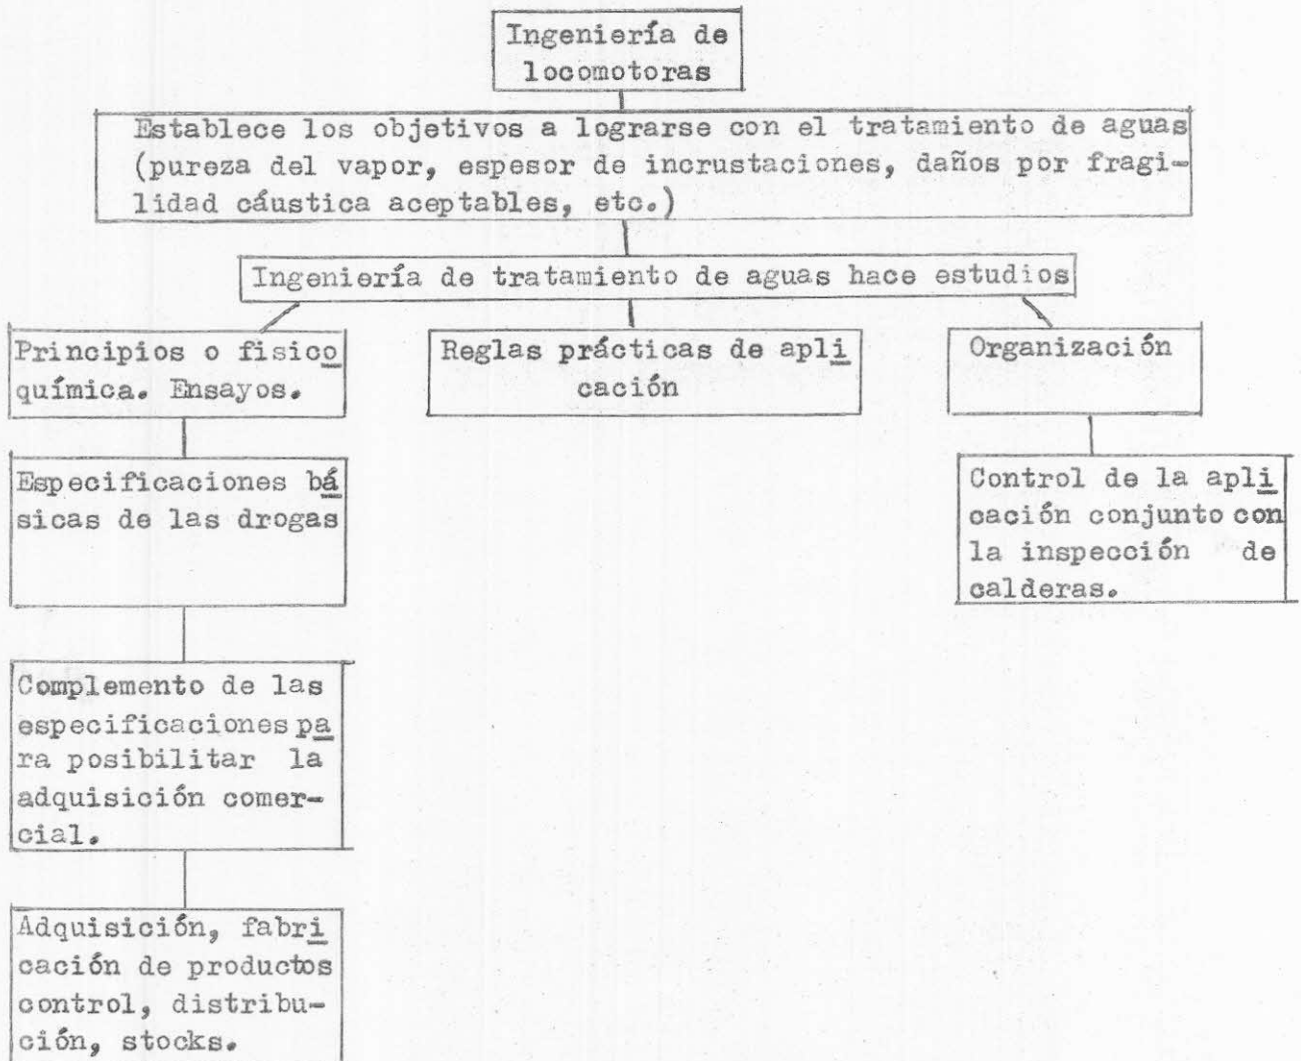 Ingeniería de
locomotoras
Establece los objetivos a lograrse con el tratamiento de aguas
(pureza del vapor, espesor de incrustaciones, daños por fragi-
lidad cáustica aceptables, etc.)
Ingeniería de tratamiento de aguas hace estudios
Principios o fisico
química. Ensayos.
Especificaciones bá
sicas de las drogas
Complemento de las
especificaciones pa
ra posibilitar la
adquisición comer-
cial.
Adquisición, fabri
cación de productos
control, distribu-
ción, stocks.
Reglas prácticas de apli
cación
Organización
Control de la apli
cación conjunto con
la inspección de
calderas.